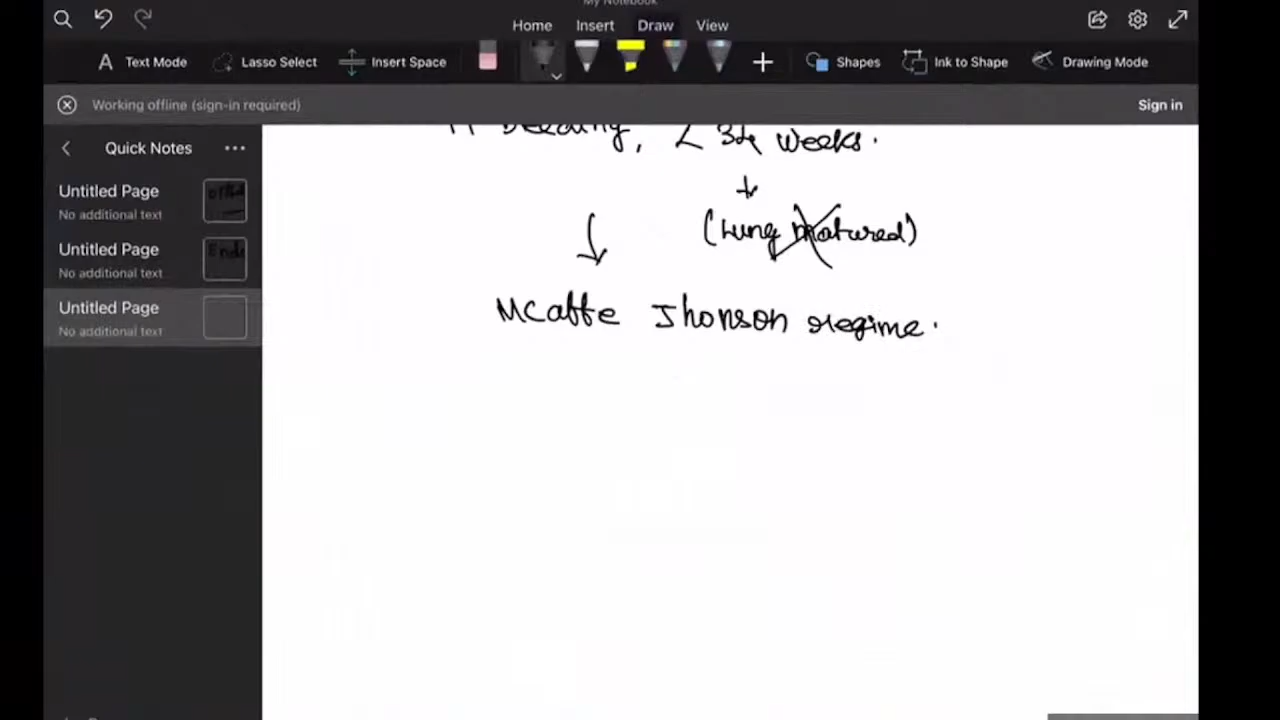 My Notebook
Home Insert Draw View
Text Mode Lasso Select Insert Space Shapes Ink to Shape Drawing Mode
Working offline (sign-in required) Sign in
Quick Notes
Untitled Page
No additional text
Untitled Page
No additional text
Untitled Page
No additional text
bleeding, < 34 weeks.
(Lung matured)
Mcaffe Jhonson regime.